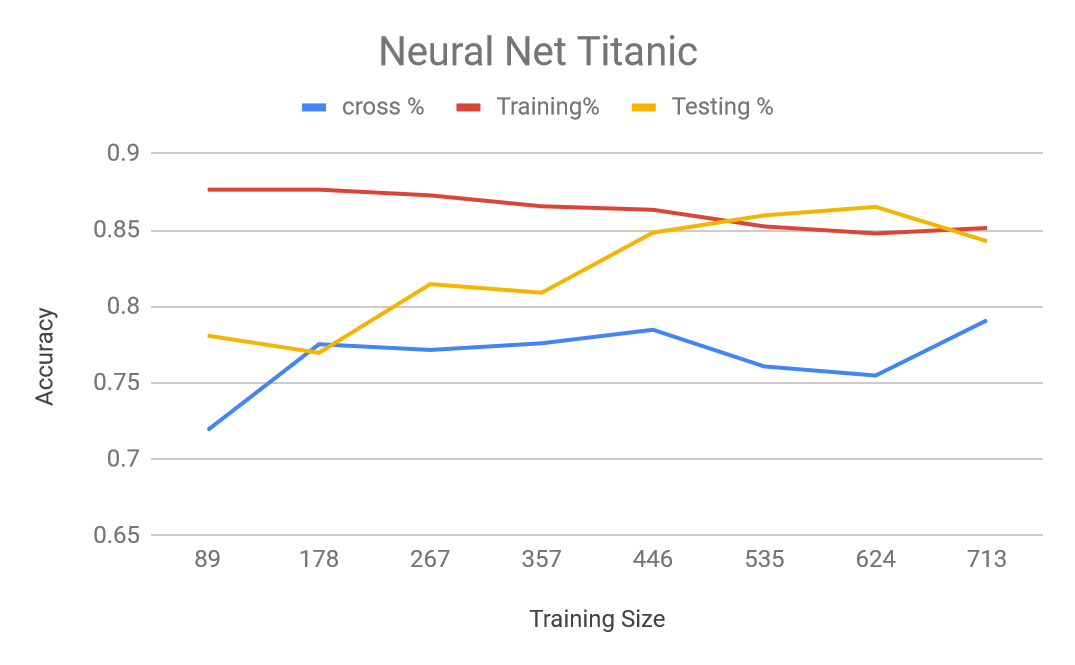 Neural Net Titanic
cross % Training% Testing %
0.9
0.85
0.8
0.75
0.7
0.65
Accuracy
89 178 267 357 446 535 624 713
Training Size